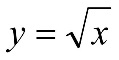 y = √x